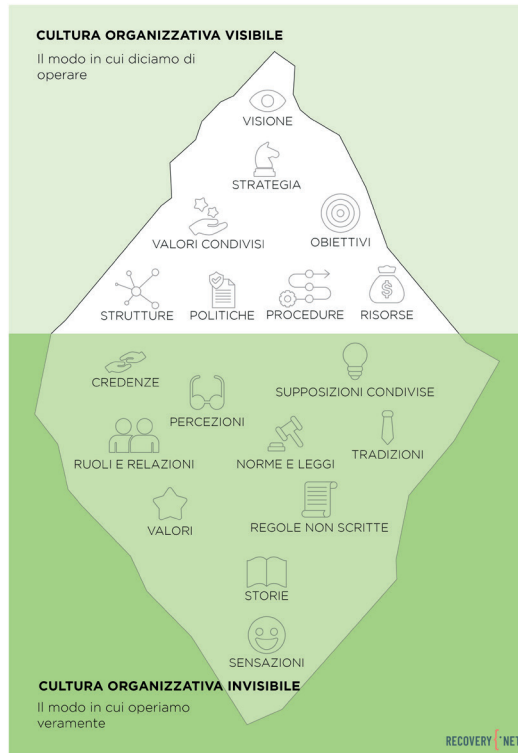 CULTURA ORGANIZZATIVA VISIBILE
Il modo in cui diciamo di
operare
VISIONE
STRATEGIA
VALORI CONDIVISI
OBIETTIVI
STRUTTURE
POLITICHE
PROCEDURE
$
RISORSE
CREDENZE
SUPPOSIZIONI CONDIVISE
PERCEZIONI
RUOLI E RELAZIONI
NORME E LEGGI
TRADIZIONI
VALORI
REGOLE NON SCRITTE
STORIE
SENSAZIONI
CULTURA ORGANIZZATIVA INVISIBILE
Il modo in cui operiamo
veramente
RECOVERY NET